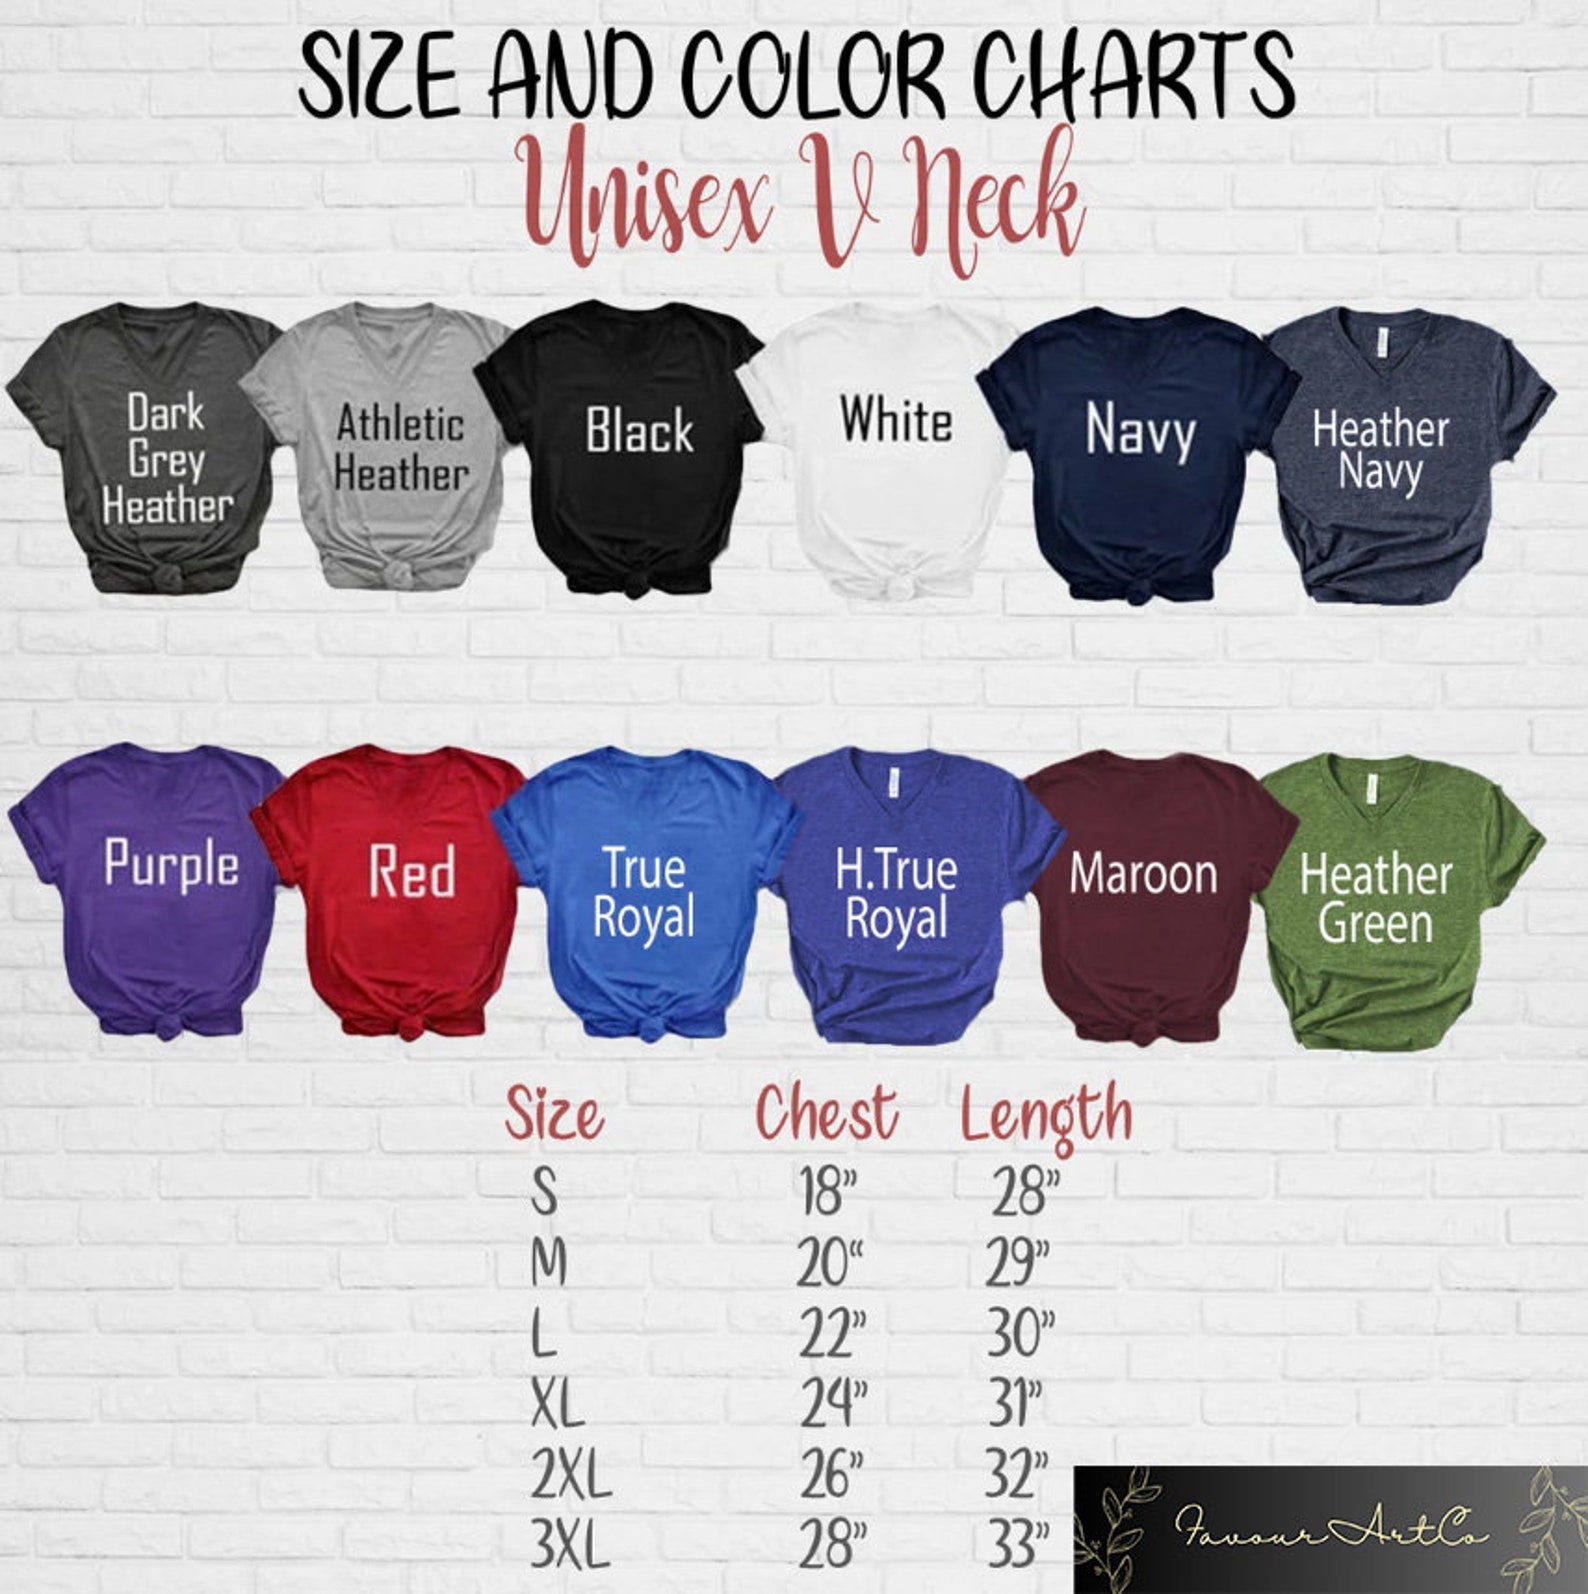 SIZE AND COLOR CHARTS
Unisex V Neck
Dark
Grey
Heather
Athletic
Heather
Black
White
Navy
Heather
Navy
Purple
Red
True
Royal
H.True
Royal
Maroon
Heather
Green
Size Chest Length
S 18” 28”
M 20“ 29”
L 22” 30”
XL 24” 31”
2XL 26” 32”
3XL 28” 33”
FavourArtCo